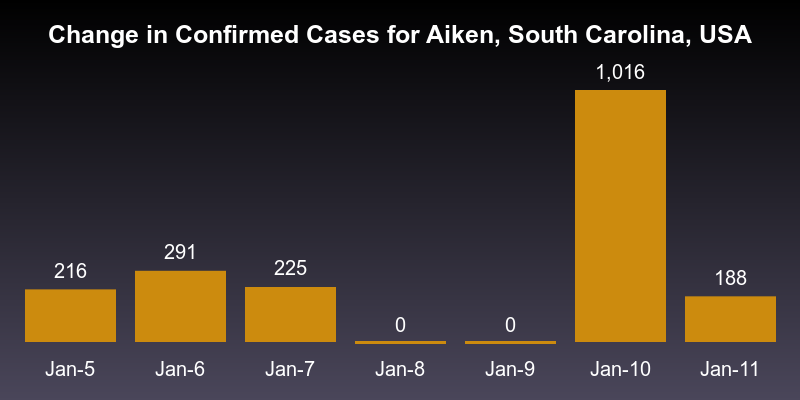 Change in Confirmed Cases for Aiken, South Carolina, USA
1,016
291
225
216
188
0
0
Jan-5
Jan-6
Jan-7
Jan-8
Jan-9
Jan-10
Jan-11